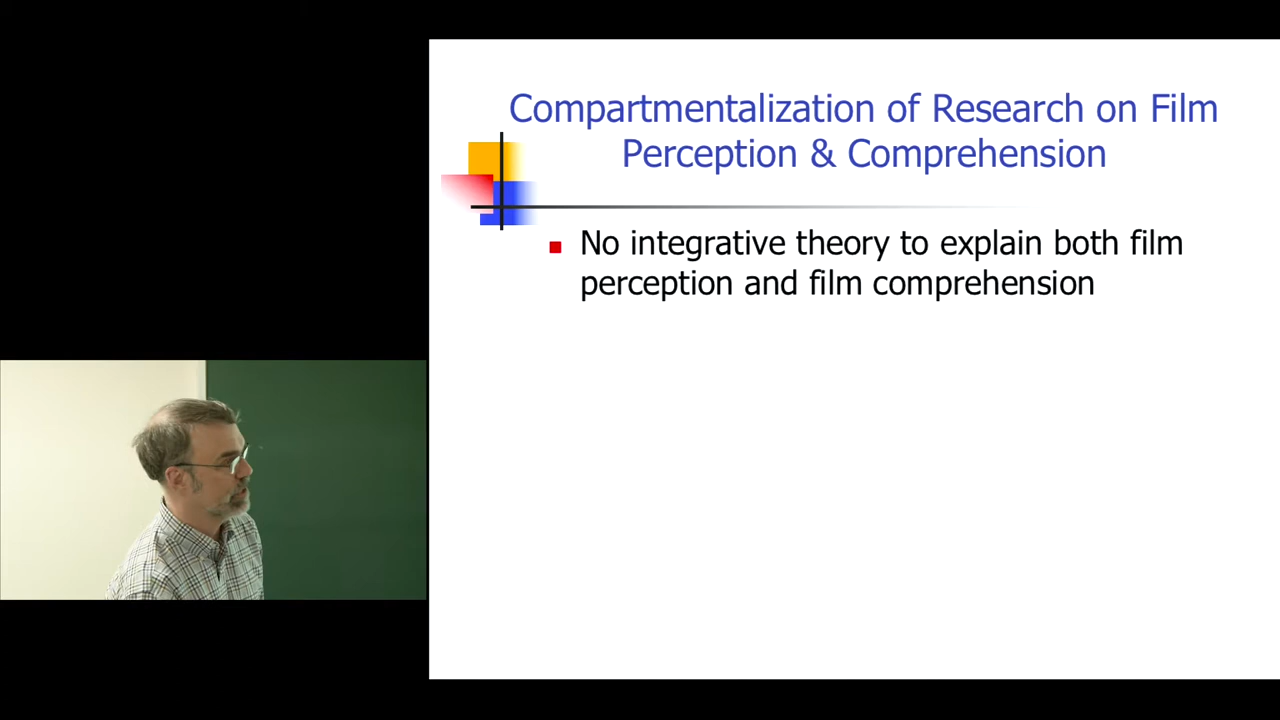 Compartmentalization of Research on Film
Perception & Comprehension
No integrative theory to explain both film
perception and film comprehension